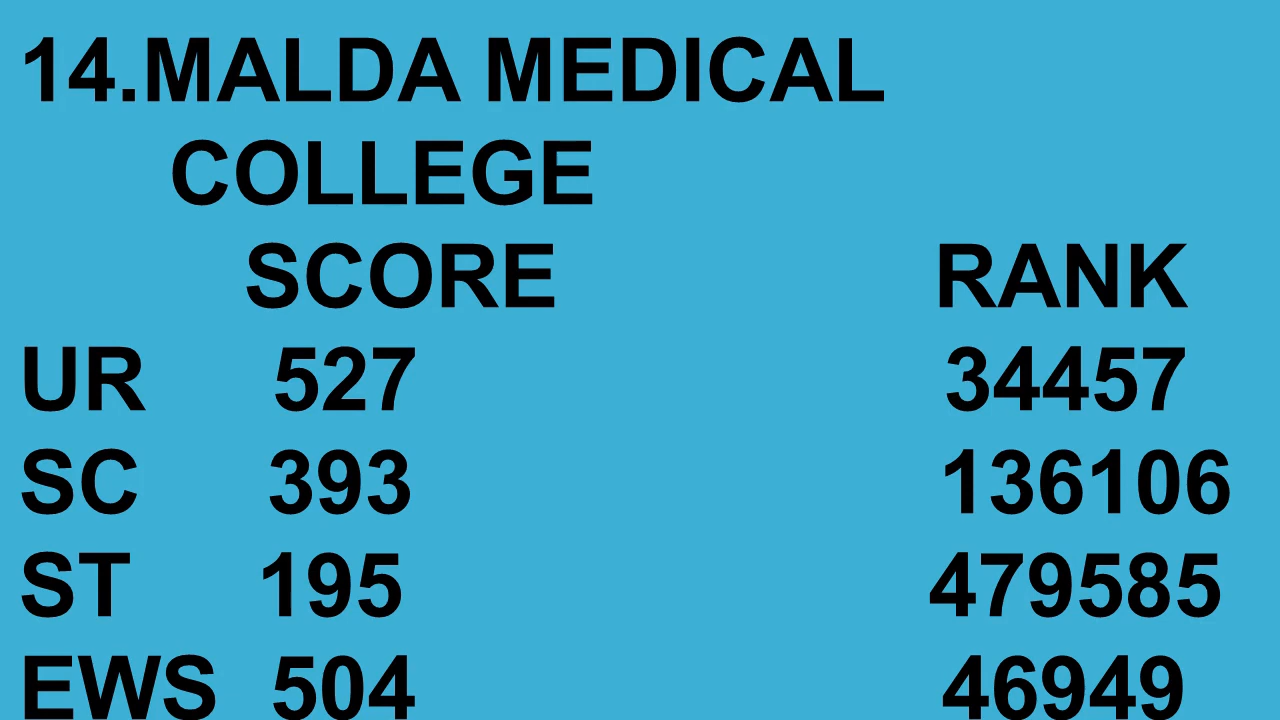 14.MALDA MEDICAL
COLLEGE
SCORE RANK
UR 527 34457
SC 393 136106
ST 195 479585
EWS 504 46949